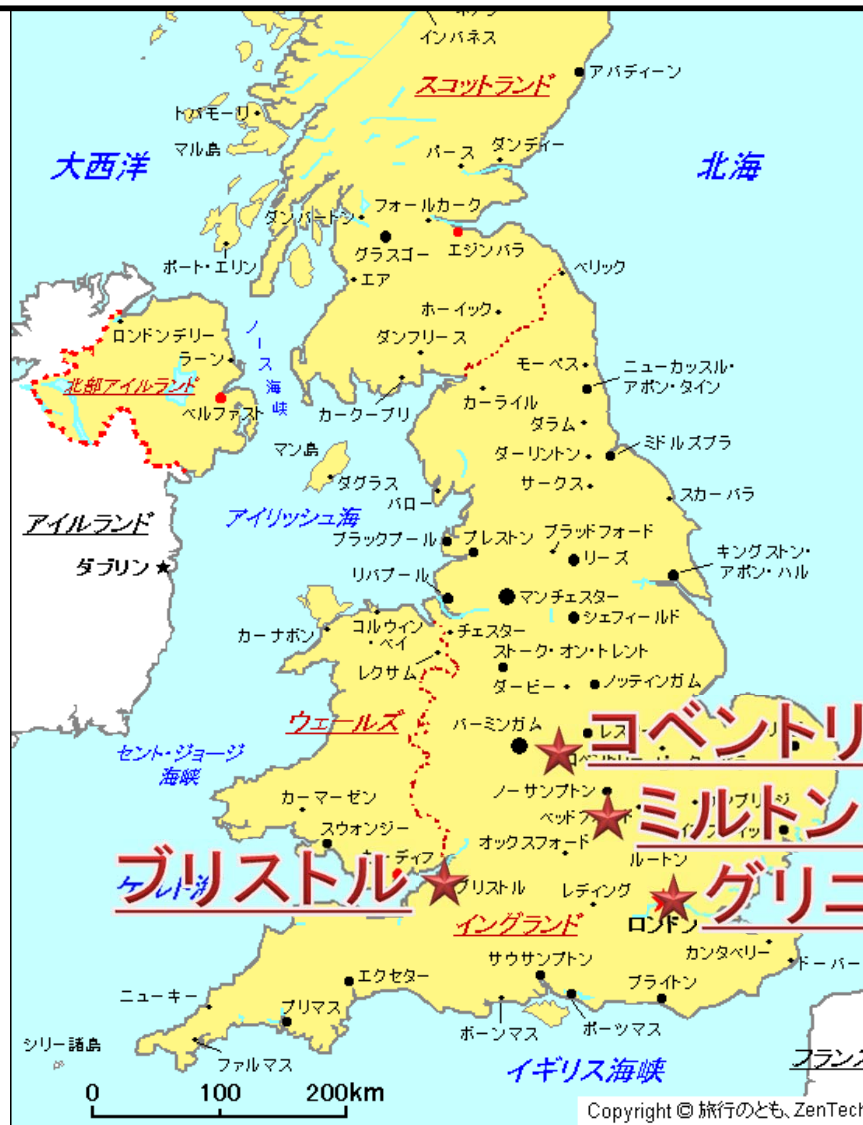 インバネス
スコットランド
アバディーン
トバモーリ
マル島
大西洋
パース
ダンディー
北海
ダンバートン
フォールカーク
グラスゴー
エジンバラ
ポート・エリン
エア
ベリック
ホーイック
ロンドンデリー
ノース海峡
ダンフリース
ラーン
モーペス
ニューカッスル・
アポン・タイン
北部アイルランド
ベルファスト
カークーブリ
カーライル
ダラム
マン島
ダーリントン
ミドルズブラ
ダグラス
バロー
サークス
スカーバラ
アイルランド
アイリッシュ海
ブラックプール
プレストン
ブラッドフォード
リーズ
キングストン・
アポン・ハル
ダブリン
リバプール
マンチェスター
シェフィールド
カーナボン
コルウィン・
ベイ
チェスター
レクサム
ストーク・オン・トレント
ダービー
ノッティンガム
ウェールズ
バーミンガム
コベントリ
セント・ジョージ
海峡
カーマーゼン
ノーサンプトン
ミルトン
スウォンジー
オックスフォード
ルートン
ブリストル
ブリストル
レディング
グリニ
イングランド
ロンドン
カンタベリー
ドーバー
サウサンプトン
エクセター
ブライトン
ニューキー
プリマス
ボーンマス
ポーツマス
シリー諸島
ファルマス
イギリス海峡
フランス
0 100 200km
Copyright © 旅行のとも、ZenTech